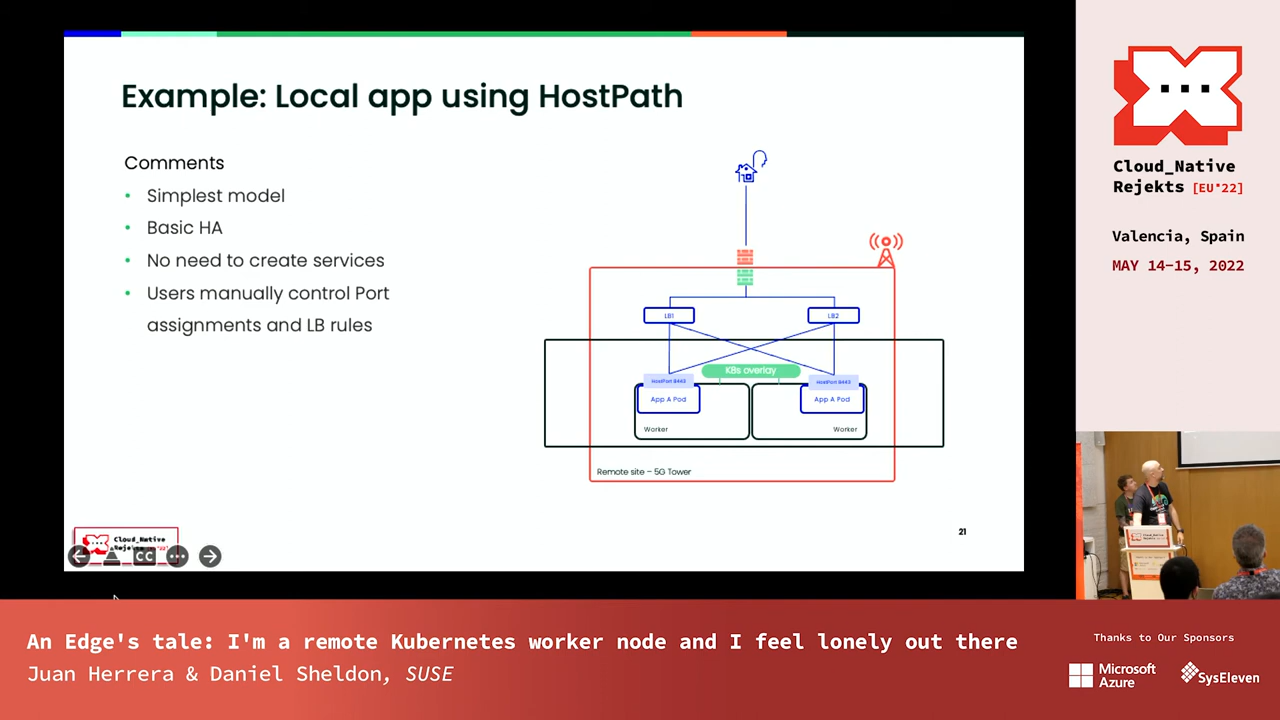 Example: Local app using HostPath
Comments
• Simplest model
• Basic HA
• No need to create services
• Users manually control Port
assignments and LB rules
LB1
LB2
K8s overlay
HostPort 8443
HostPort 8443
App A Pod
App A Pod
Worker
Worker
Remote site – 5G Tower
Cloud_Native
21
CC
Cloud_Native
Rejekts [EU'22]
Valencia, Spain
MAY 14-15, 2022
An Edge's tale: I'm a remote Kubernetes worker node and I feel lonely out there
Juan Herrera & Daniel Sheldon, SUSE
Thanks to Our Sponsors
Microsoft
Azure
SysEleven